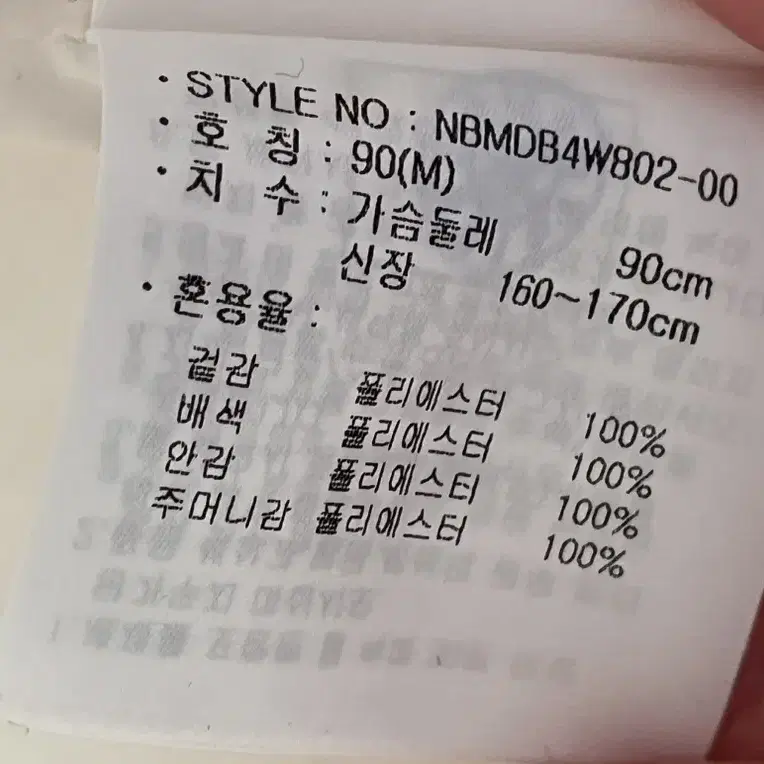 · STYLE NO : NBMDB4W802-00
· 호 칭 : 90(M)
· 치 수 : 가슴둘레 90cm
신장 160~170cm
· 혼용율 :
겉감 폴리에스터 100%
배색 폴리에스터 100%
안감 폴리에스터 100%
주머니감 폴리에스터 100%